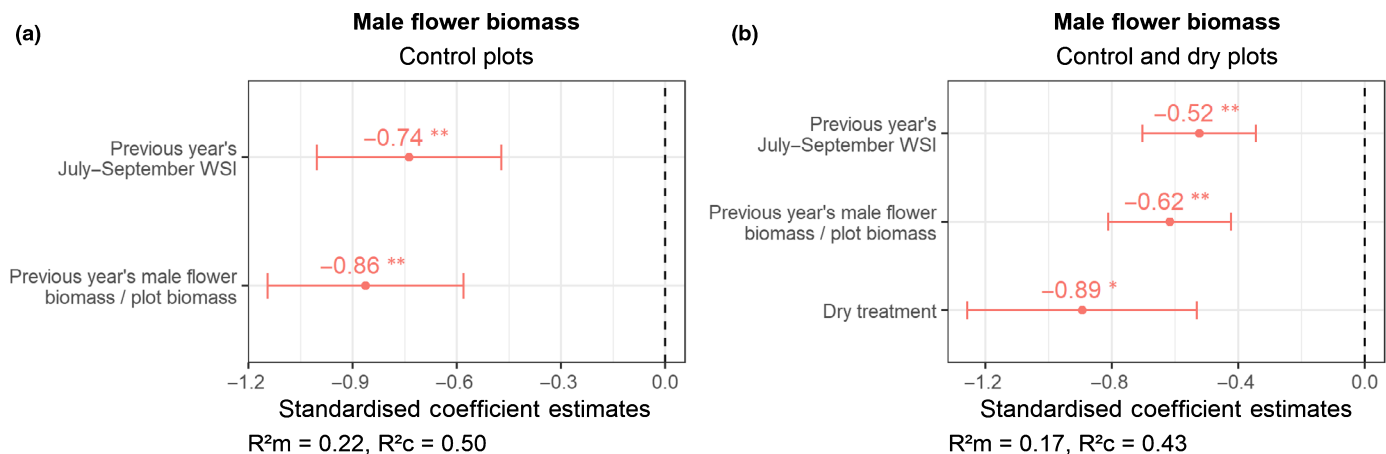 (a)
Male flower biomass
Control plots
Previous year's
July–September WSI
−0.74 **
Previous year's male flower
biomass / plot biomass
−0.86 **
−1.2 −0.9 −0.6 −0.3 0.0
Standardised coefficient estimates
R²m = 0.22, R²c = 0.50
(b)
Male flower biomass
Control and dry plots
Previous year's
July–September WSI
−0.52 **
Previous year's male flower
biomass / plot biomass
−0.62 **
Dry treatment
−0.89 *
−1.2 −0.8 −0.4 0.0
Standardised coefficient estimates
R²m = 0.17, R²c = 0.43